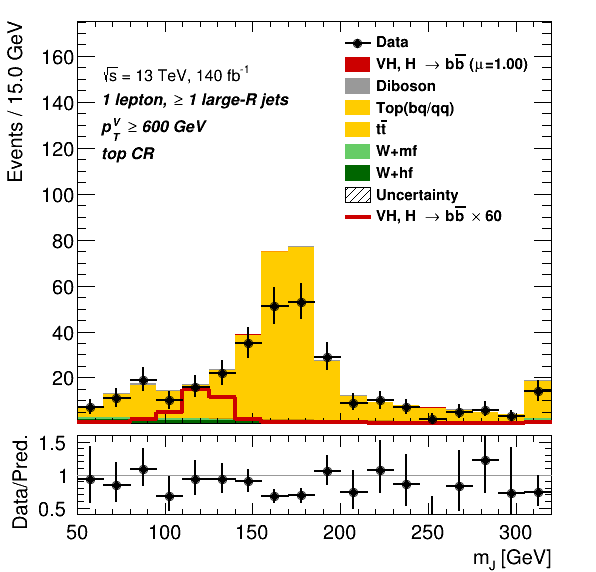 Events / 15.0 GeV
160
140
120
100
80
60
40
20
√s = 13 TeV, 140 fb⁻¹
1 lepton, ≥ 1 large-R jets
p_T^V ≥ 600 GeV
top CR
Data
VH, H → bb̅ (μ=1.00)
Diboson
Top(bq/qq)
tt̅
W+mf
W+hf
Uncertainty
VH, H → bb̅ × 60
Data/Pred.
1.5
1
0.5
50 100 150 200 250 300
m_J [GeV]